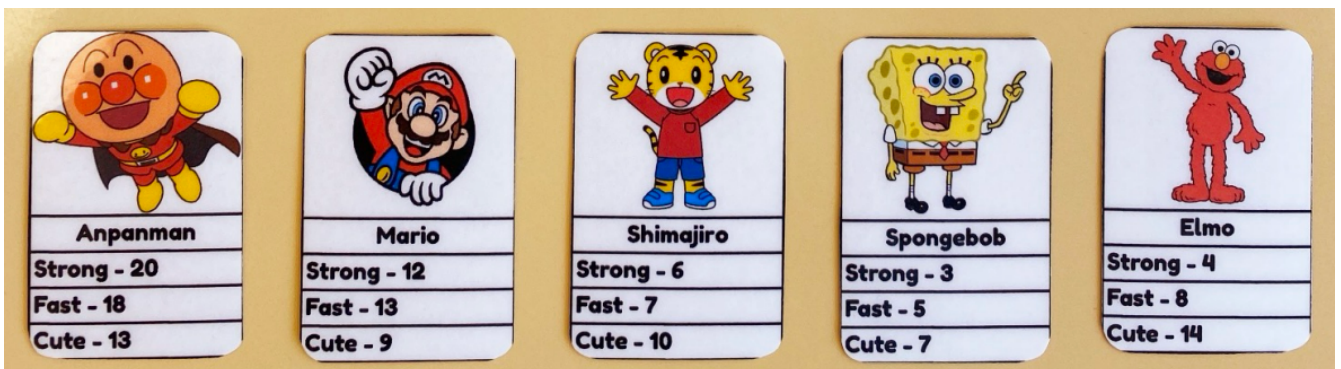 Anpanman
Strong - 20
Fast - 18
Cute - 13
M
Mario
Strong - 12
Fast - 13
Cute - 9
Shimajiro
Strong - 6
Fast - 7
Cute - 10
Spongebob
Strong - 3
Fast - 5
Cute - 7
Elmo
Strong - 4
Fast - 8
Cute - 14